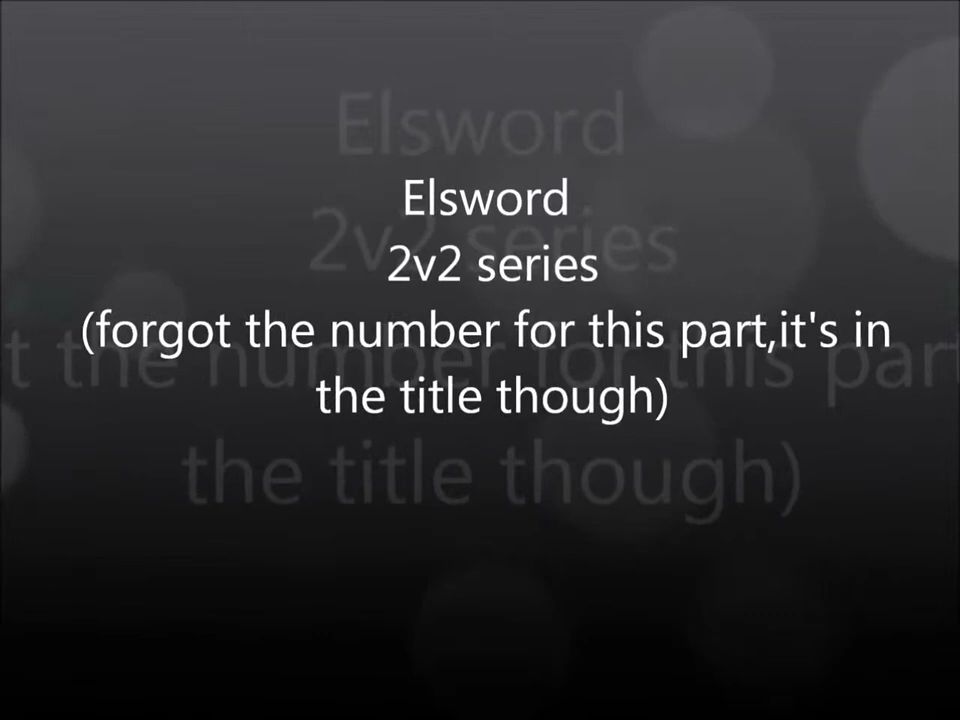 Elsword
2v2 series
(forgot the number for this part,it's in
the title though)